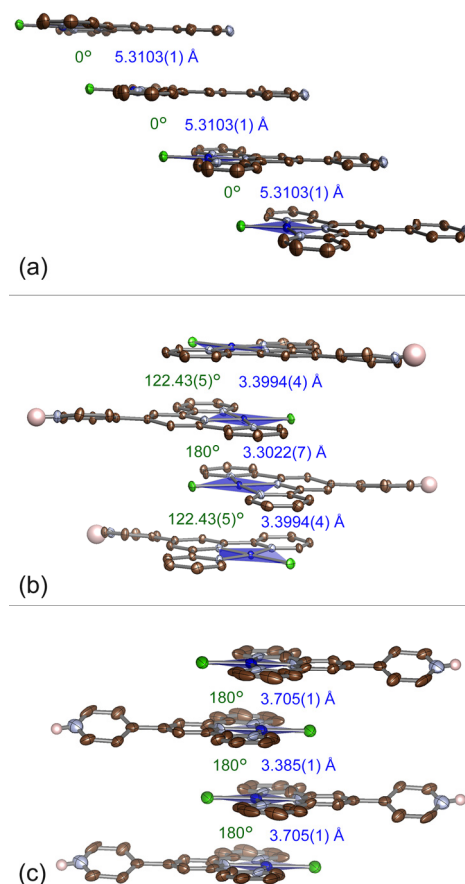 0° 5.3103(1) Å
0° 5.3103(1) Å
0° 5.3103(1) Å
(a)
122.43(5)° 3.3994(4) Å
180° 3.3022(7) Å
122.43(5)° 3.3994(4) Å
(b)
180° 3.705(1) Å
180° 3.385(1) Å
180° 3.705(1) Å
(c)